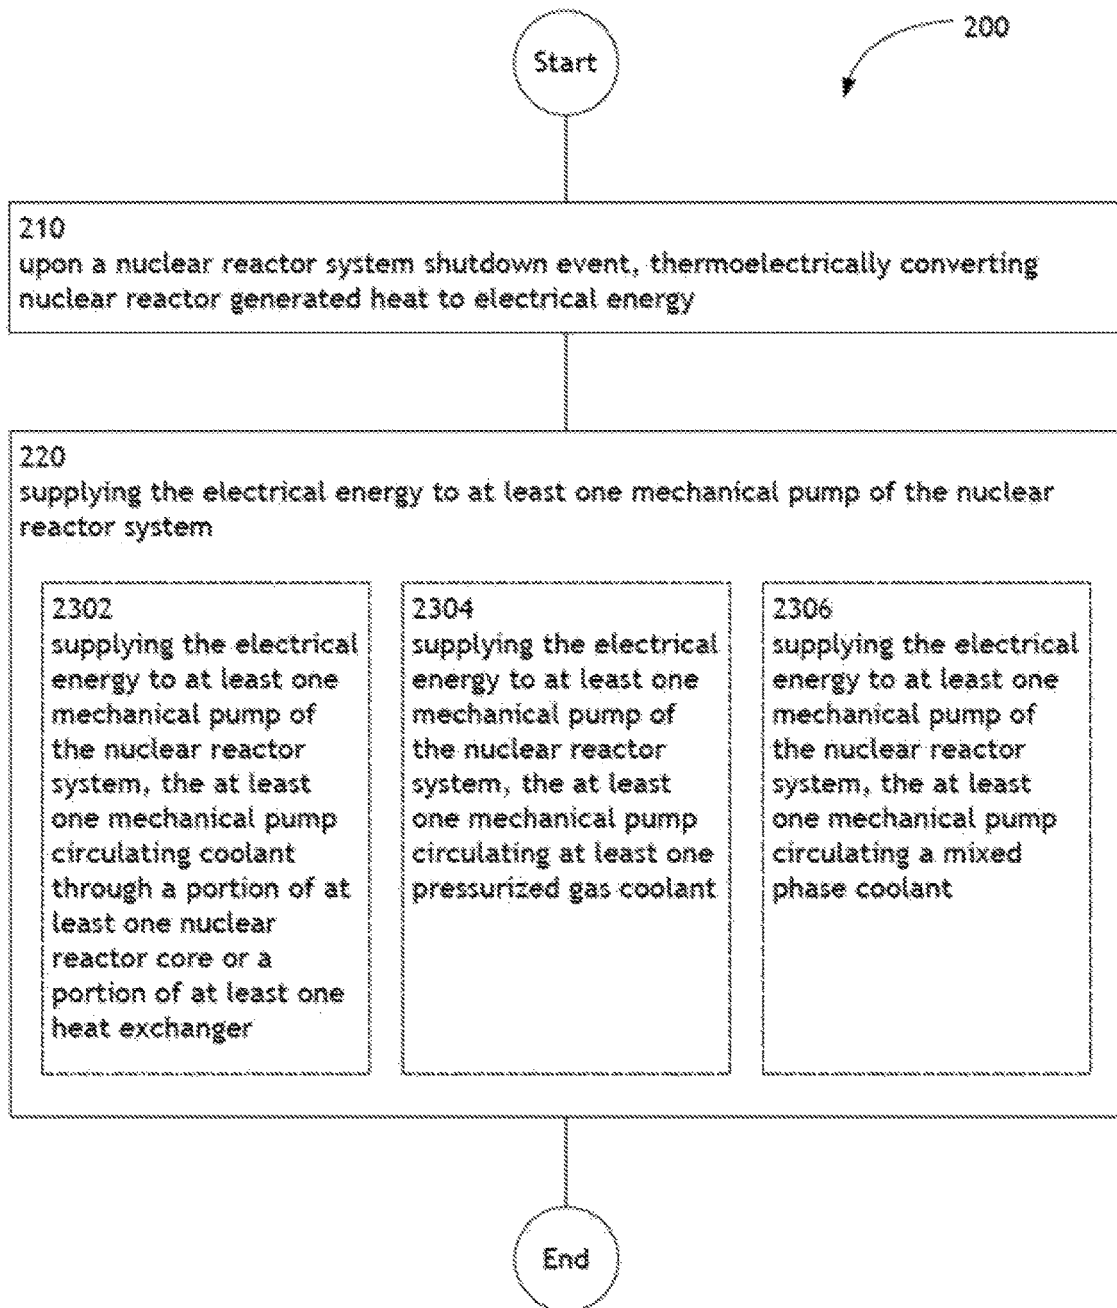 Start
200
210
upon a nuclear reactor system shutdown event, thermoelectrically converting
nuclear reactor generated heat to electrical energy
220
supplying the electrical energy to at least one mechanical pump of the nuclear
reactor system
2302
supplying the electrical
energy to at least one
mechanical pump of
the nuclear reactor
system, the at least
one mechanical pump
circulating coolant
through a portion of at
least one nuclear
reactor core or a
portion of at least one
heat exchanger
2304
supplying the electrical
energy to at least one
mechanical pump of
the nuclear reactor
system, the at least
one mechanical pump
circulating at least one
pressurized gas coolant
2306
supplying the electrical
energy to at least one
mechanical pump of
the nuclear reactor
system, the at least
one mechanical pump
circulating a mixed
phase coolant
End